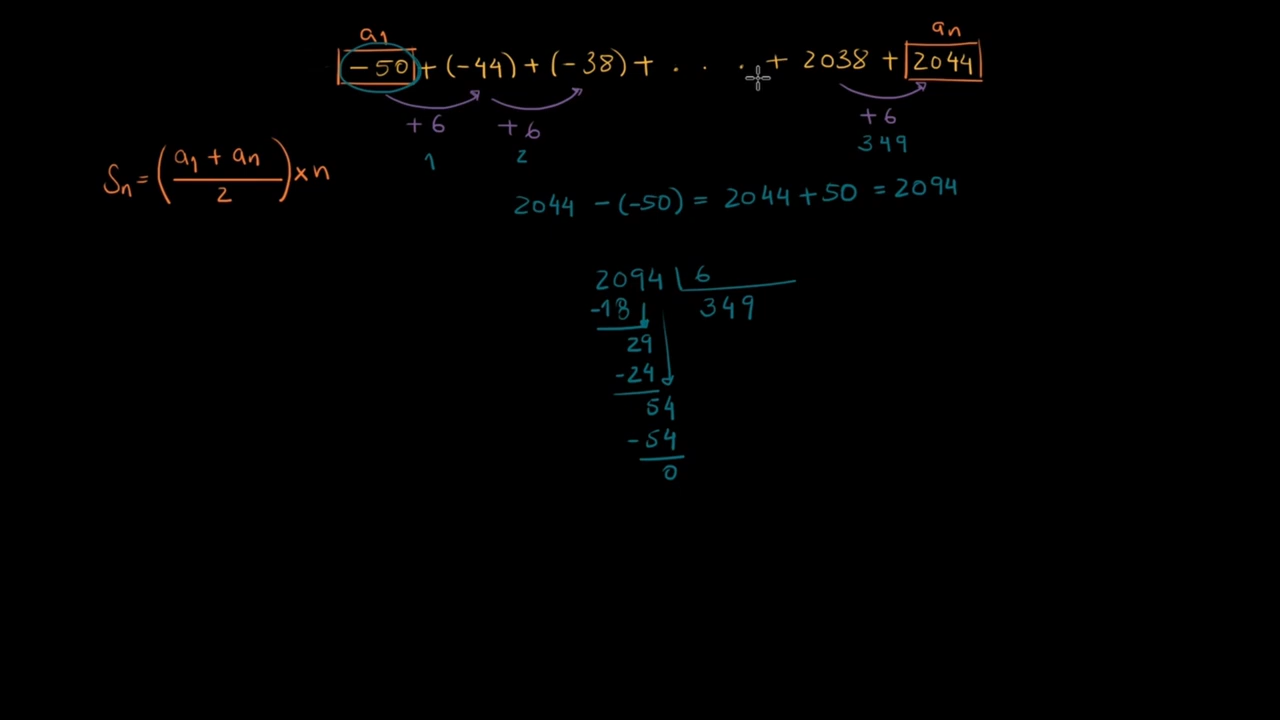 a1 an
-50 + (-44) + (-38) + . . . + 2038 + 2044
+6 +6 +6
1 2 349
Sn = (a1 + an / 2) × n
2044 - (-50) = 2044 + 50 = 2094
2094 | 6
-18 349
29
-24
54
-54
0